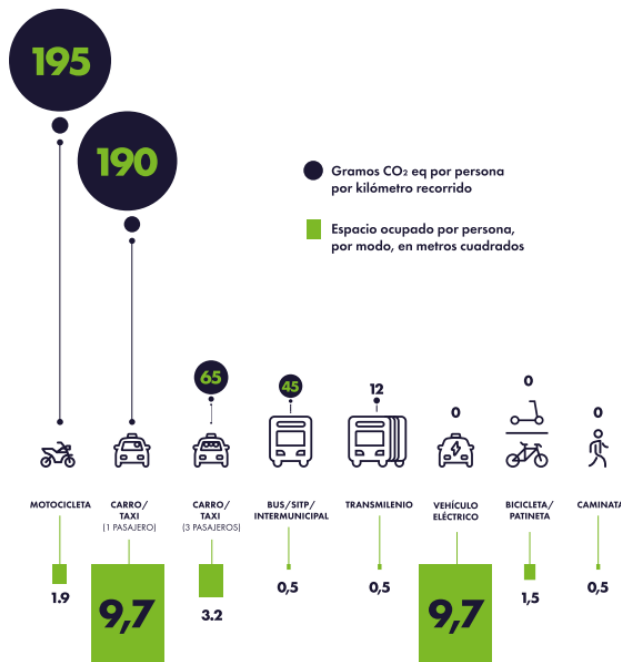 195
190
Gramos CO₂ eq por persona
por kilómetro recorrido
Espacio ocupado por persona,
por modo, en metros cuadrados
65
45
12
0
0
0
MOTOCICLETA
CARRO/
TAXI
(1 PASAJERO)
CARRO/
TAXI
(3 PASAJEROS)
BUS/SITP/
INTERMUNICIPAL
TRANSMILENIO
VEHÍCULO
ELÉCTRICO
BICICLETA/
PATINETA
CAMINATA
1.9
9,7
3.2
0,5
0,5
9,7
1,5
0,5